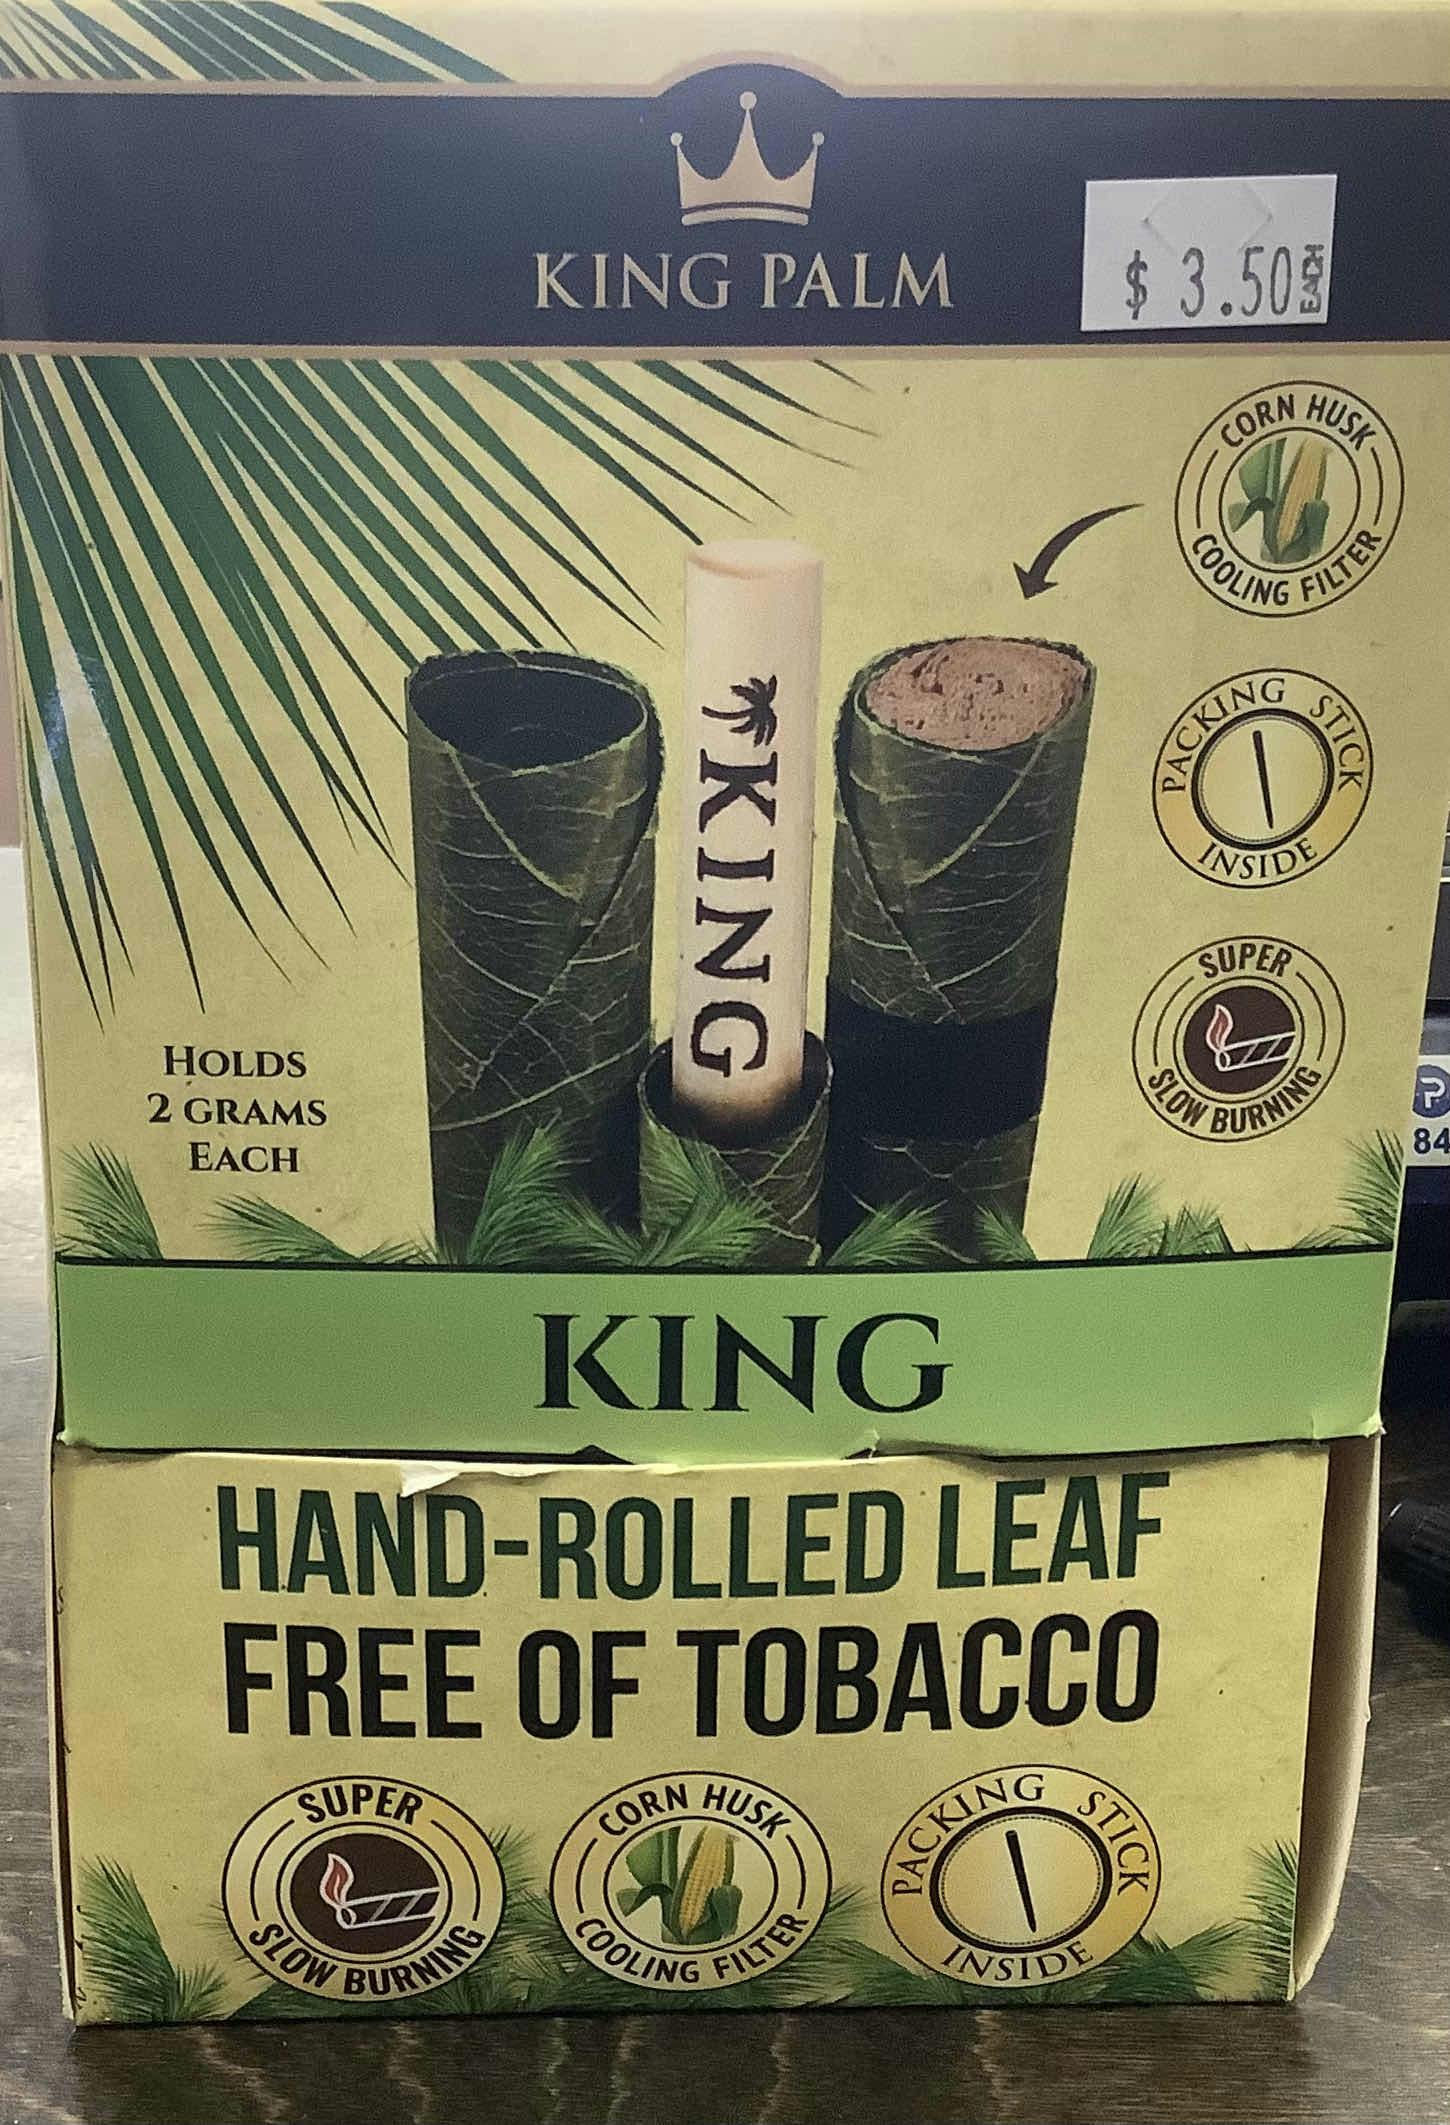 KING PALM
$ 3.50 EACH
CORN HUSK
COOLING FILTER
KING
PACKING STICK
INSIDE
SUPER
SLOW BURNING
HOLDS
2 GRAMS
EACH
84
KING
HAND-ROLLED LEAF
FREE OF TOBACCO
SUPER
SLOW BURNING
CORN HUSK
COOLING FILTER
PACKING STICK
INSIDE